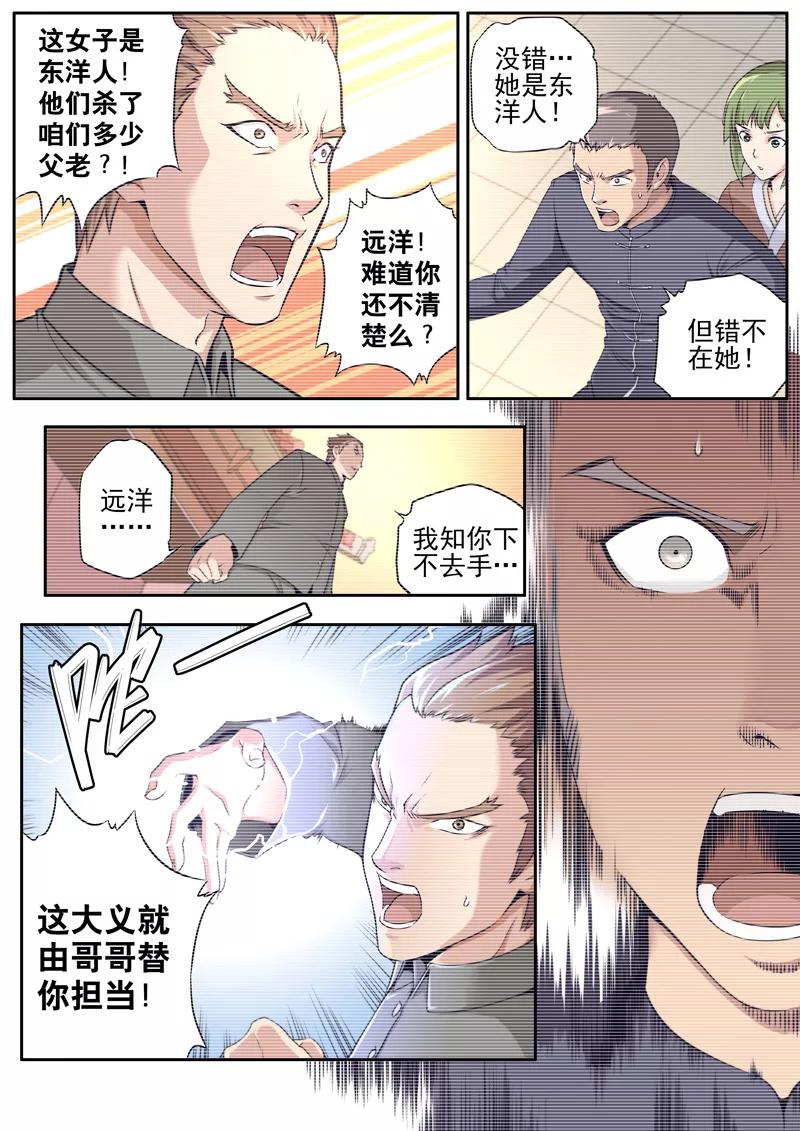 这女子是
东洋人！
他们杀了
咱们多少
父老？！
远洋！
难道你
还不清
楚么？
没错…
她是东
洋人！
但错不
在她！
远洋
……
我知你下
不去手…
咤一
这大义就
由哥哥替
你担当！